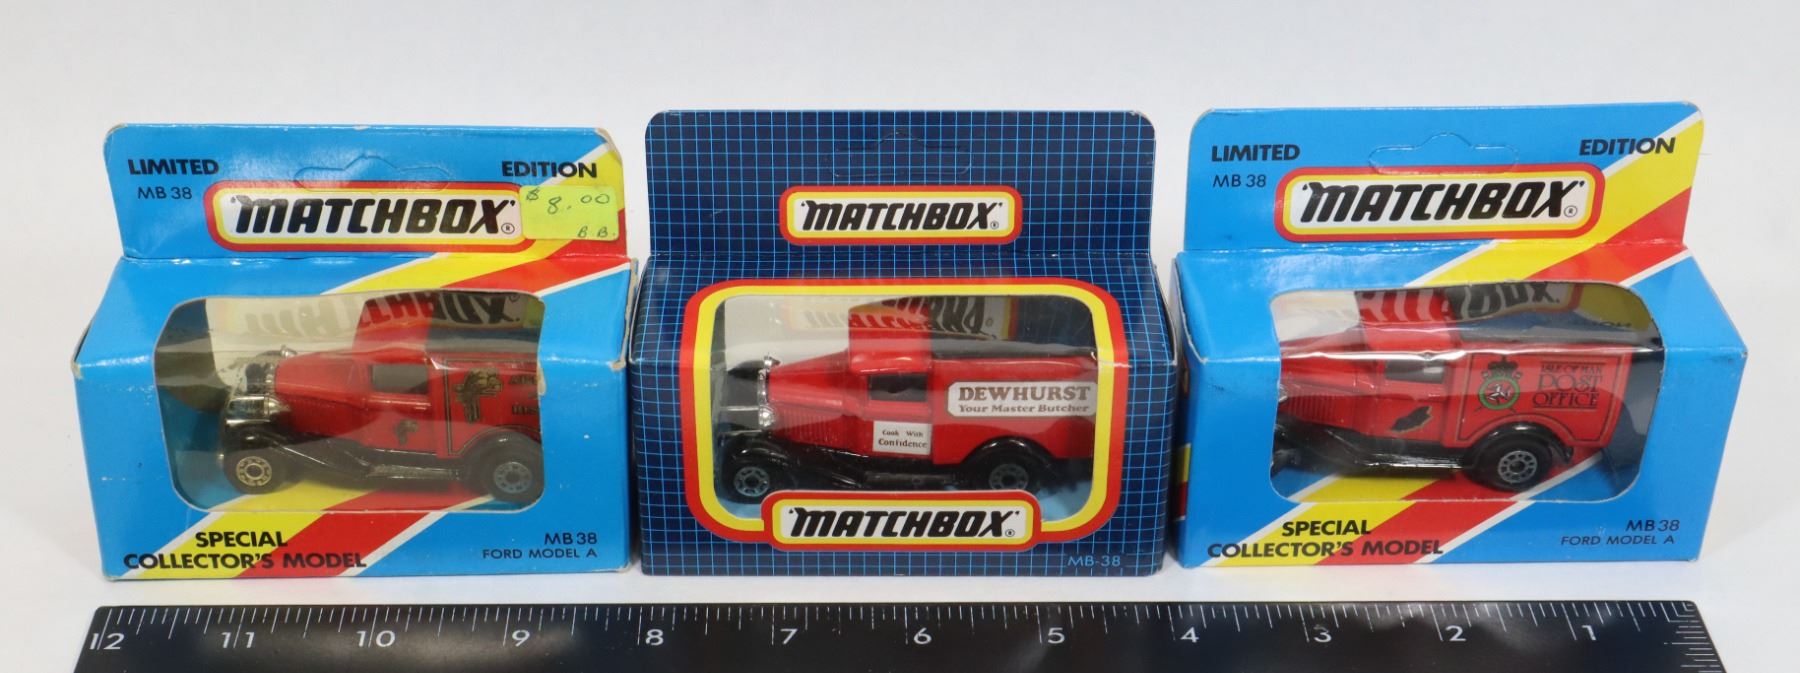 LIMITED EDITION
MB 38
'MATCHBOX'®
$8.00
B.B.
SPECIAL
COLLECTOR'S MODEL
MB 38
FORD MODEL A
'MATCHBOX'®
DEWHURST
Your Master Butcher
Cook With
Confidence
'MATCHBOX'®
MB-38
LIMITED EDITION
MB 38
'MATCHBOX'®
ISLE OF MAN
POST
OFFICE
SPECIAL
COLLECTOR'S MODEL
MB 38
FORD MODEL A
12 11 10 9 8 7 6 5 4 3 2 1